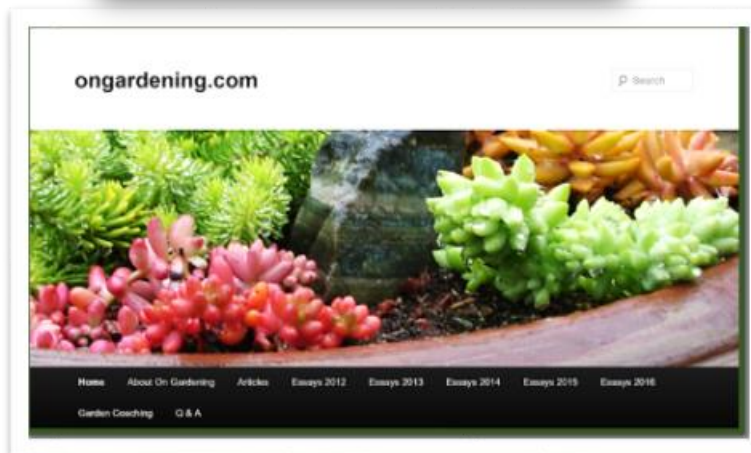 ongardening.com
Search
Home About On Gardening Articles Essays 2012 Essays 2013 Essays 2014 Essays 2015 Essays 2016
Garden Coaching Q & A